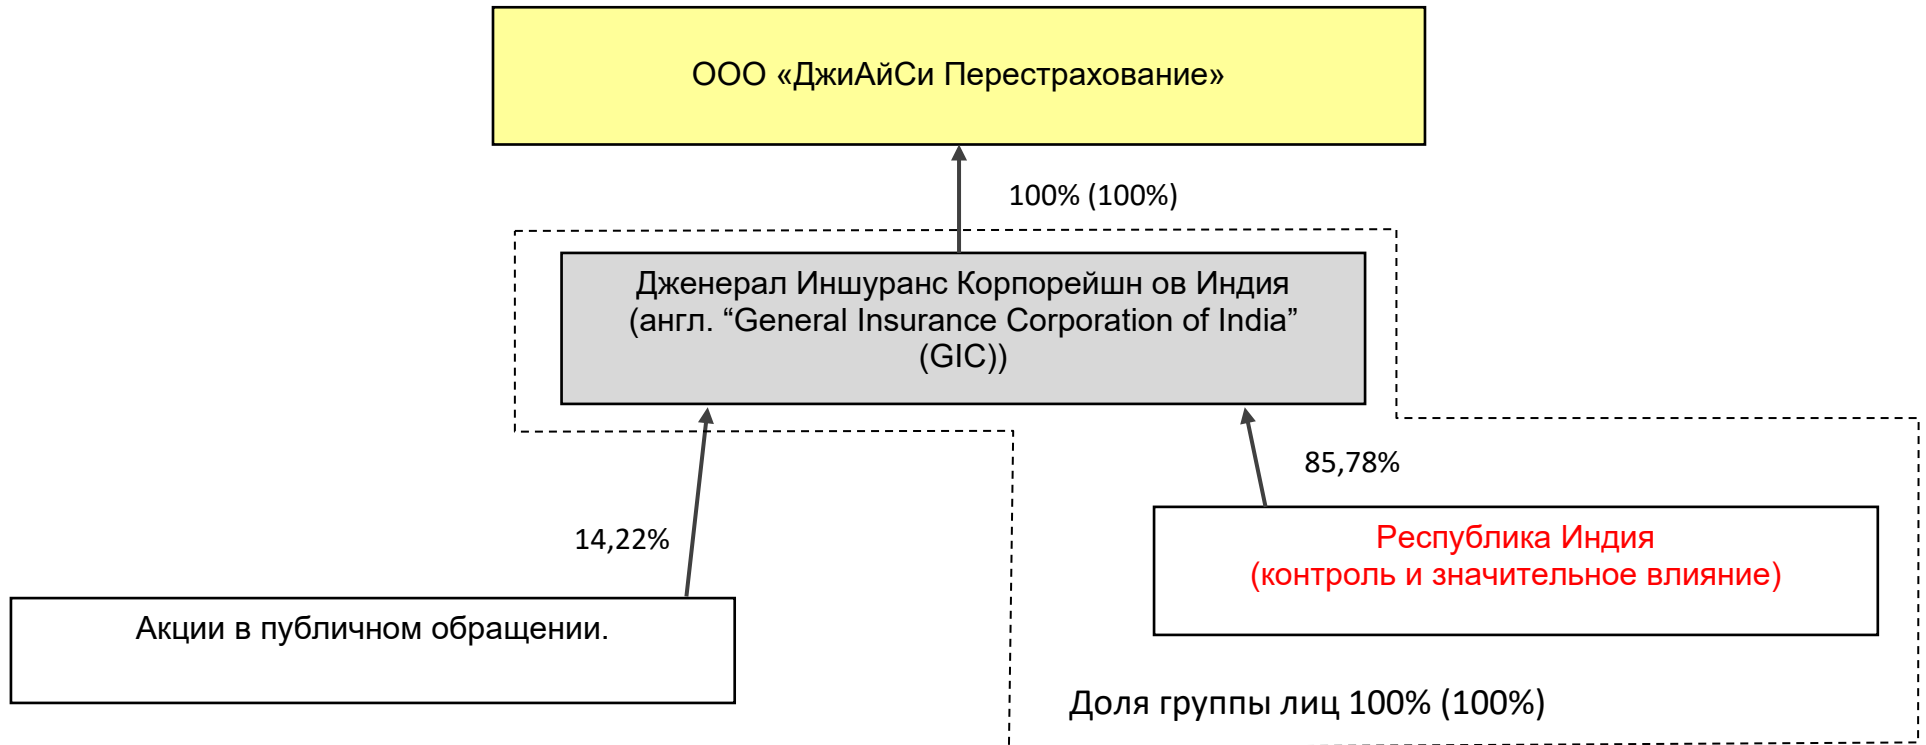 ООО «ДжиАйСи Перестрахование»
100% (100%)
Дженерал Иншуранс Корпорейшн ов Индия
(англ. “General Insurance Corporation of India”
(GIC))
85,78%
14,22%
Республика Индия
(контроль и значительное влияние)
Акции в публичном обращении.
Доля группы лиц 100% (100%)